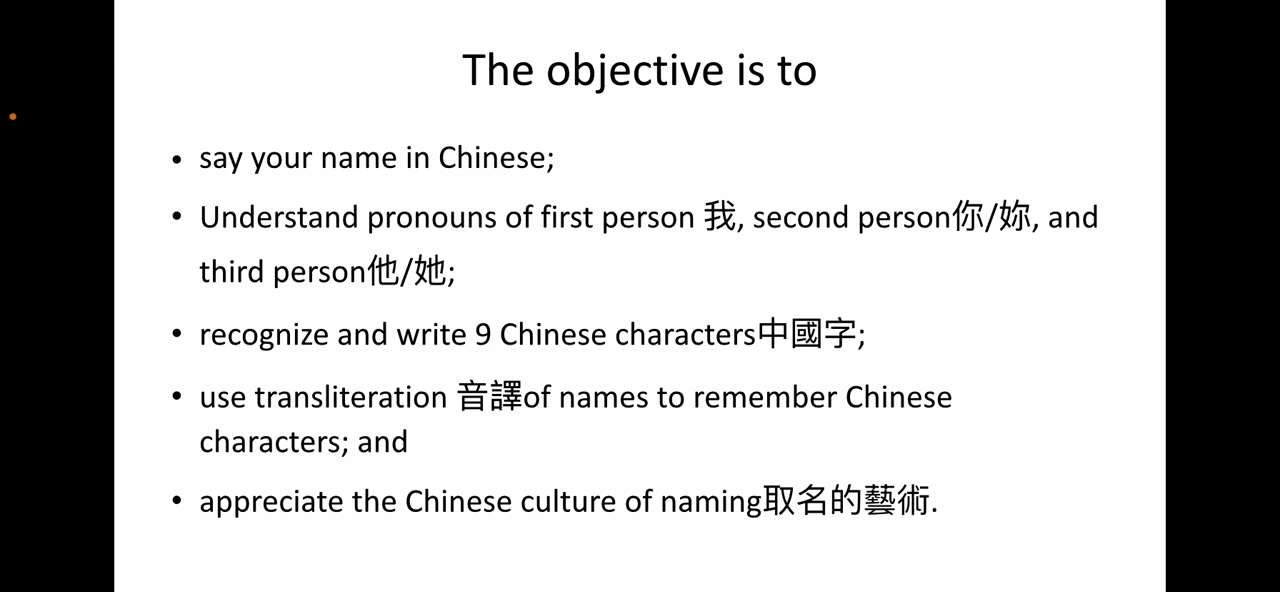 The objective is to
• say your name in Chinese;
• Understand pronouns of first person 我, second person你/妳, and
third person他/她;
• recognize and write 9 Chinese characters中國字;
• use transliteration 音譯of names to remember Chinese
characters; and
• appreciate the Chinese culture of naming取名的藝術.